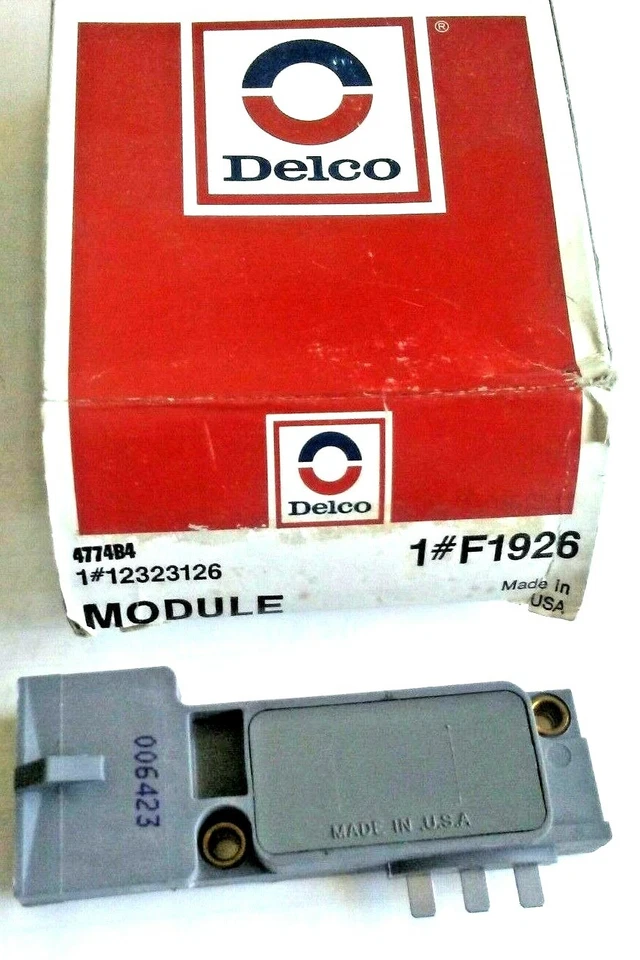 ®
Delco
Delco
4774B4
1#12323126
1#F1926
MODULE
Made in
USA
006423
MADE IN U.S.A